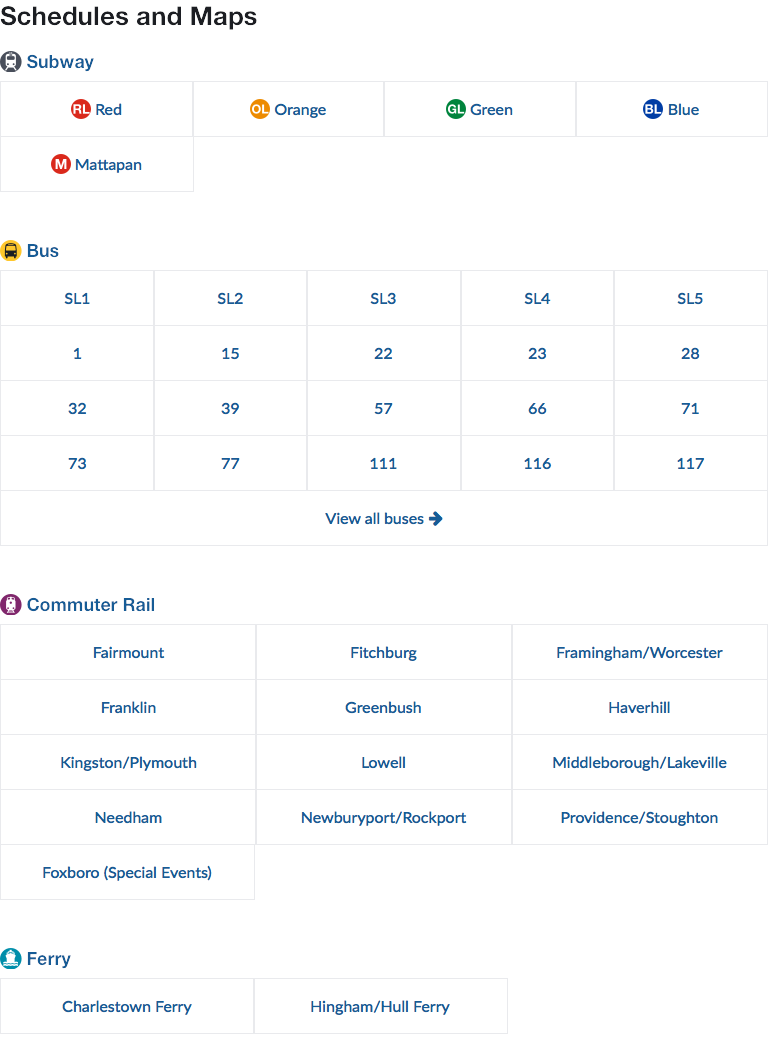 Schedules and Maps
Subway
RL Red OL Orange GL Green BL Blue
M Mattapan
Bus
SL1 SL2 SL3 SL4 SL5
1 15 22 23 28
32 39 57 66 71
73 77 111 116 117
View all buses
Commuter Rail
Fairmount Fitchburg Framingham/Worcester
Franklin Greenbush Haverhill
Kingston/Plymouth Lowell Middleborough/Lakeville
Needham Newburyport/Rockport Providence/Stoughton
Foxboro (Special Events)
Ferry
Charlestown Ferry Hingham/Hull Ferry